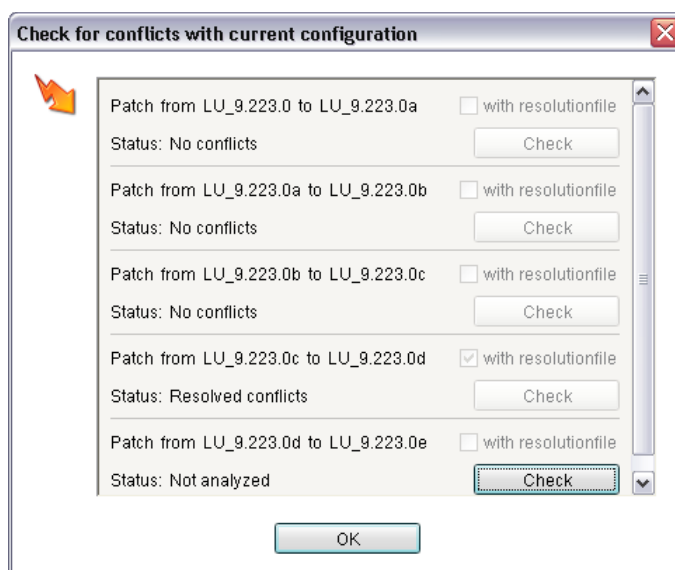 Check for conflicts with current configuration
Patch from LU_9.223.0 to LU_9.223.0a with resolutionfile
Status: No conflicts Check
Patch from LU_9.223.0a to LU_9.223.0b with resolutionfile
Status: No conflicts Check
Patch from LU_9.223.0b to LU_9.223.0c with resolutionfile
Status: No conflicts Check
Patch from LU_9.223.0c to LU_9.223.0d with resolutionfile
Status: Resolved conflicts Check
Patch from LU_9.223.0d to LU_9.223.0e with resolutionfile
Status: Not analyzed Check
OK